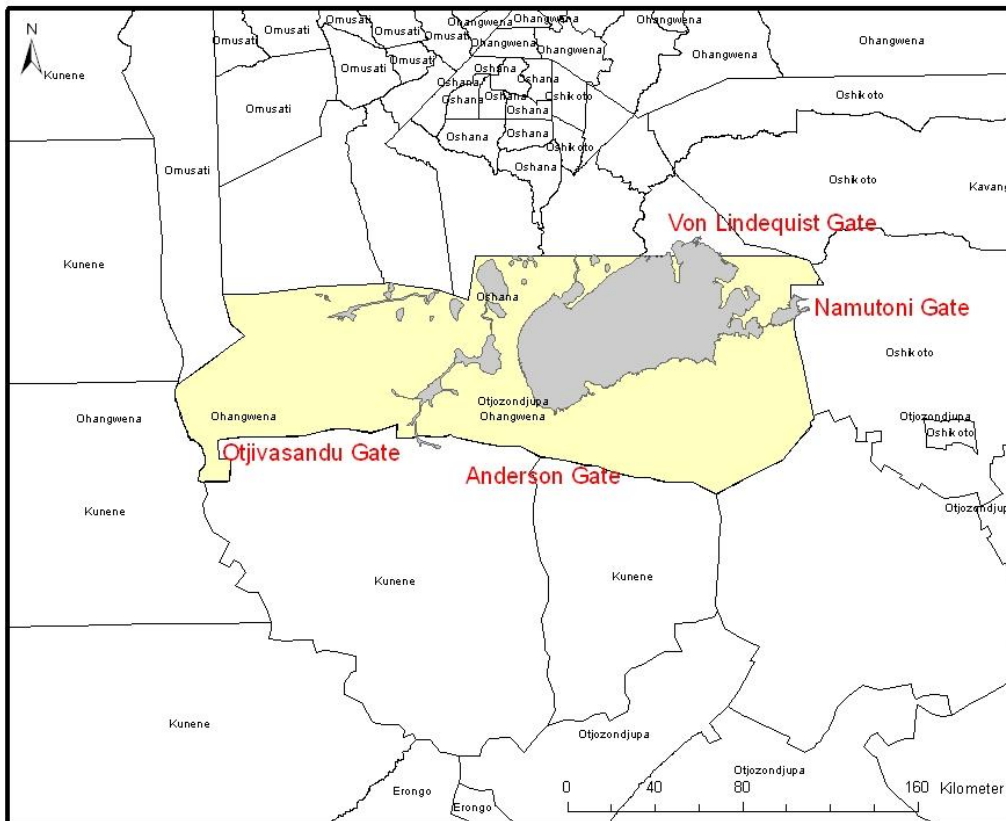 N
Ohangwena
Ohangwena
Omusati
Omusati
Omusati
Omusati
Ohangwena
Ohangwena
Ohangwena
Ohangwena
Kunene
Omusati
Omusati
Oshana
Oshana
Oshana
Oshana
Oshikoto
Oshikoto
Omusati
Oshana
Oshana
Oshana
Oshikoto
Oshana
Omusati
Oshikoto
Kavang
Von Lindequist Gate
Kunene
Oshana
Namutoni Gate
Oshikoto
Otjozondjupa
Ohangwena
Ohangwena
Ohangwena
Otjozondjupa
Oshikoto
Otjivasandu Gate
Anderson Gate
Kunene
Otjozondjupa
Kunene
Kunene
Kunene
Otjozondjupa
Otjozondjupa
Erongo
Erongo
0 40 80 160 Kilometer